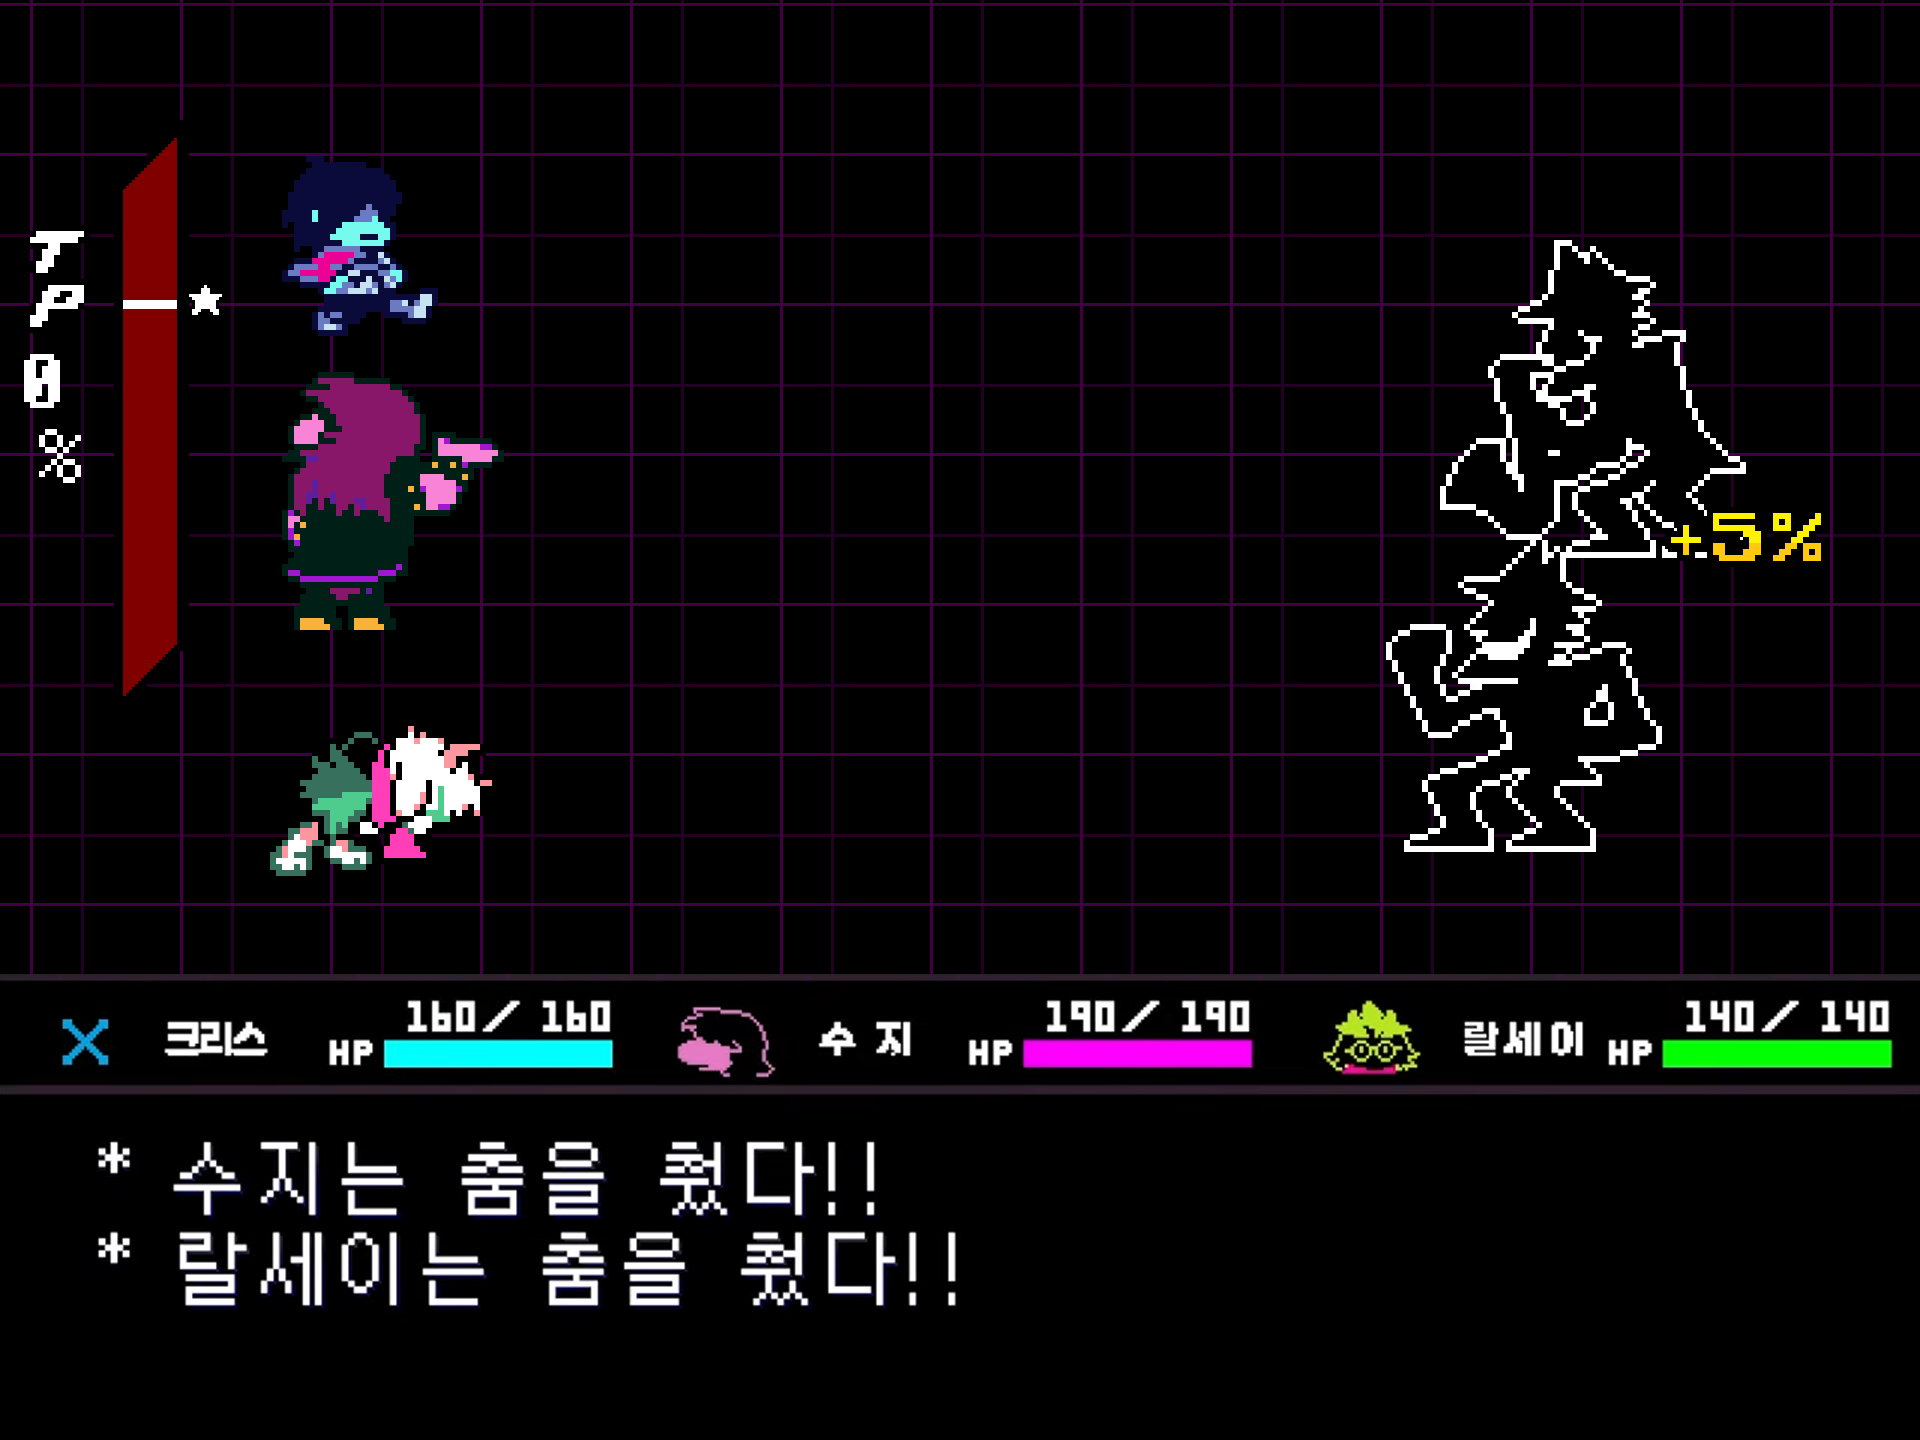 TP
0
%
+5%
크리스 HP 160/ 160
수지 HP 190/ 190
랄세이 HP 140/ 140
* 수지는 춤을 췄다!!
* 랄세이는 춤을 췄다!!